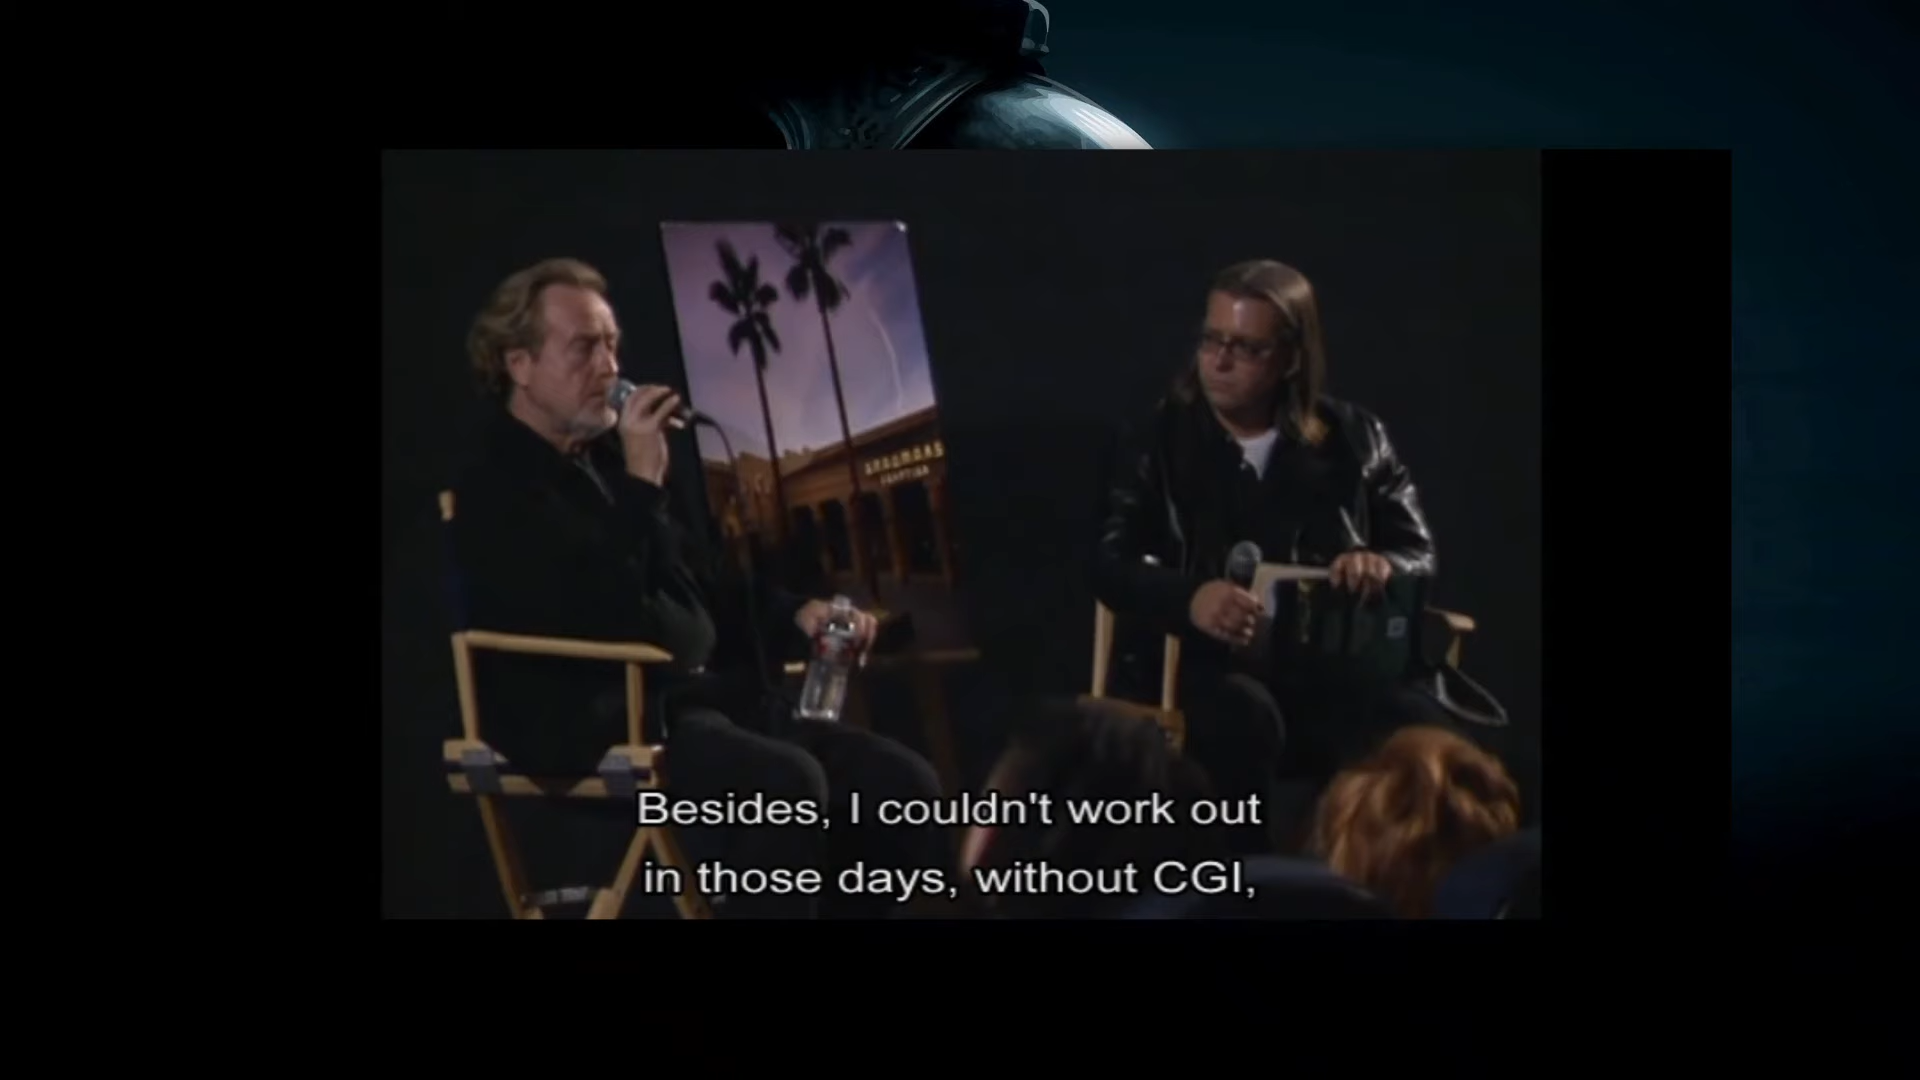 Besides, I couldn't work out
in those days, without CGI,